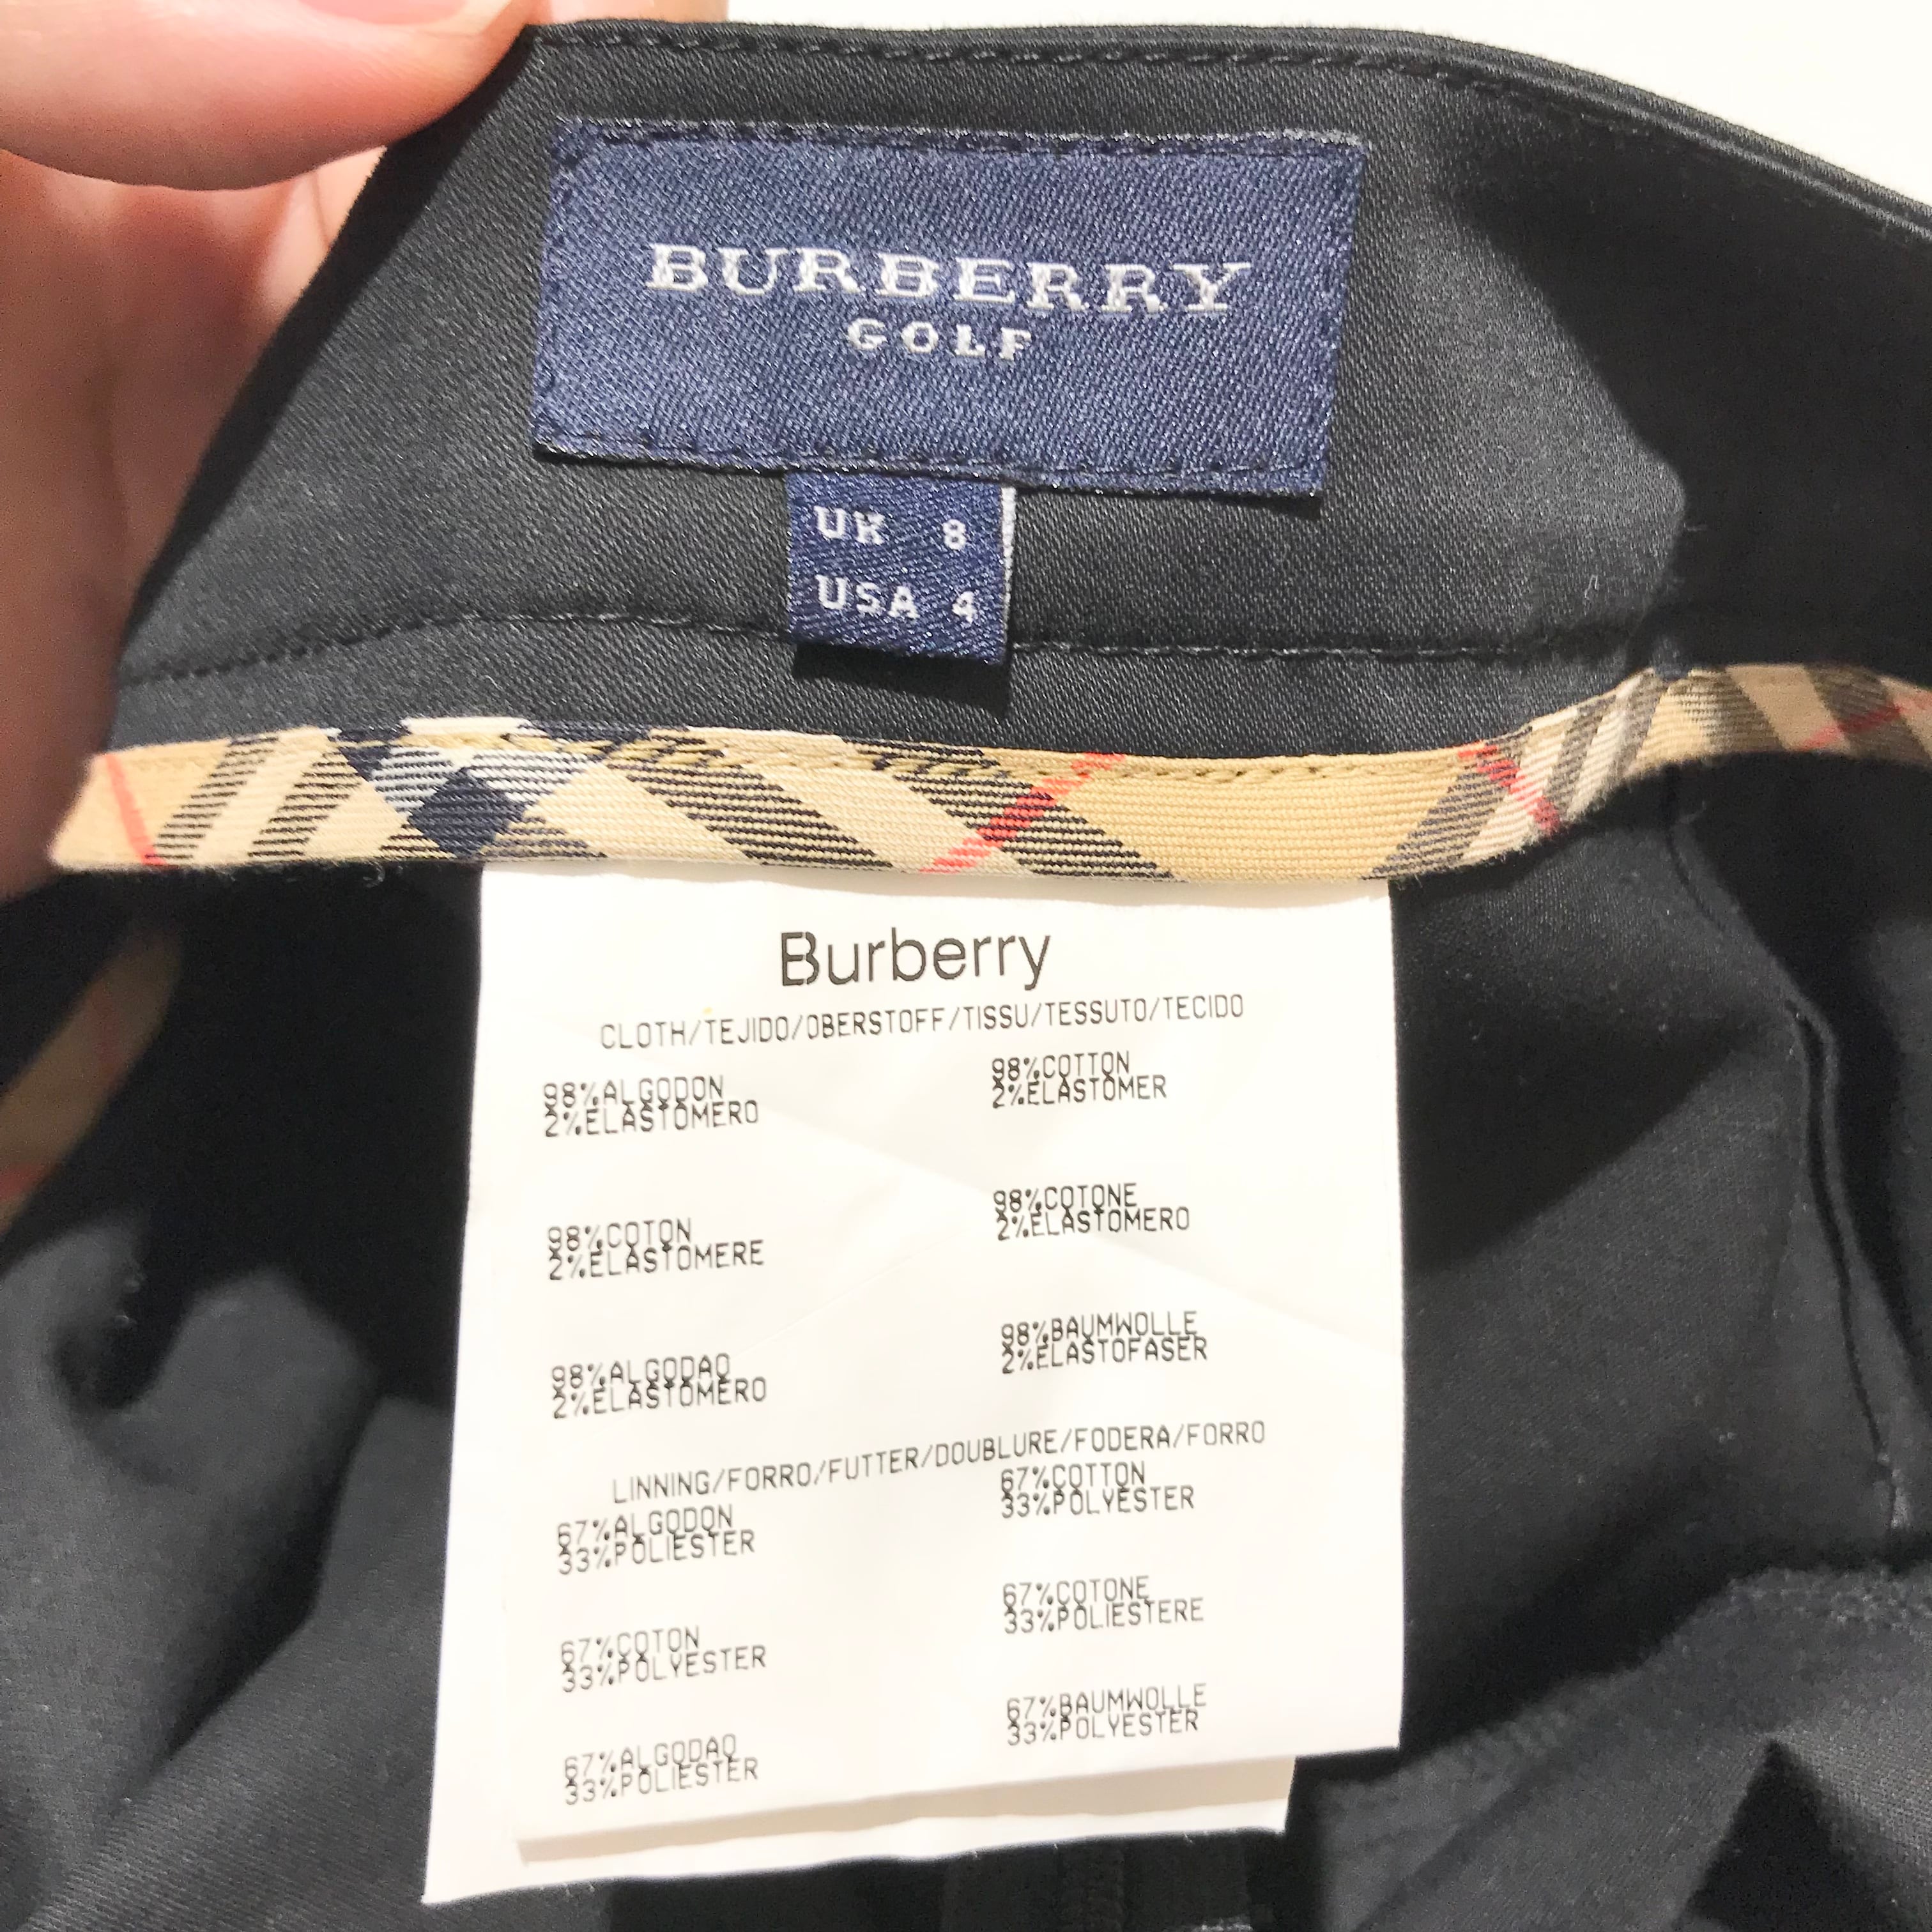 BURBERRY
GOLF
UK 8
USA 4
Burberry
CLOTH/TEJIDO/OBERSTOFF/TISSU/TESSUTO/TECIDO
98%ALGODON
2%ELASTOMERO
98%COTTON
2%ELASTOMER
98%COTON
2%ELASTOMERE
98%COTONE
2%ELASTOMERO
98%ALGODAO
2%ELASTOMERO
98%BAUMWOLLE
2%ELASTOFASER
LINNING/FORRO/FUTTER/DOUBLURE/FODERA/FORRO
67%ALGODON
33%POLIESTER
67%COTTON
33%POLYESTER
67%COTON
33%POLYESTER
67%COTONE
33%POLIESTERE
67%ALGODAO
33%POLIESTER
67%BAUMWOLLE
33%POLYESTER